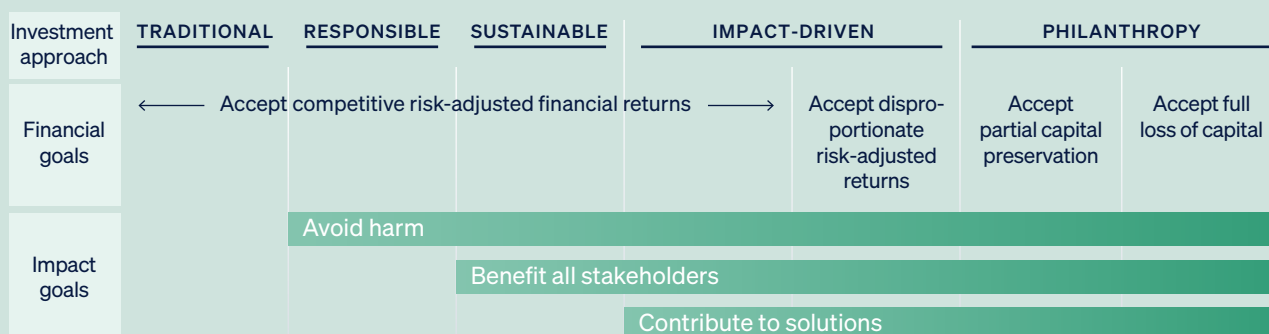 Investment
approach
TRADITIONAL
RESPONSIBLE
SUSTAINABLE
IMPACT-DRIVEN
PHILANTHROPY
Financial
goals
Accept competitive risk-adjusted financial returns
Accept dispro-
portionate
risk-adjusted
returns
Accept
partial capital
preservation
Accept full
loss of capital
Impact
goals
Avoid harm
Benefit all stakeholders
Contribute to solutions